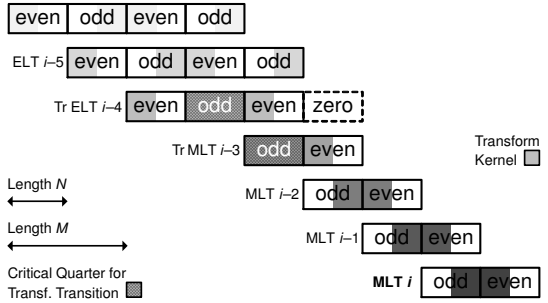 even odd even odd
ELT i–5 even odd even odd
Tr ELT i–4 even odd even zero
Tr MLT i–3 odd even
Transform
Kernel
Length N
MLT i–2 odd even
Length M
MLT i–1 odd even
Critical Quarter for
Transf. Transition
MLT i odd even